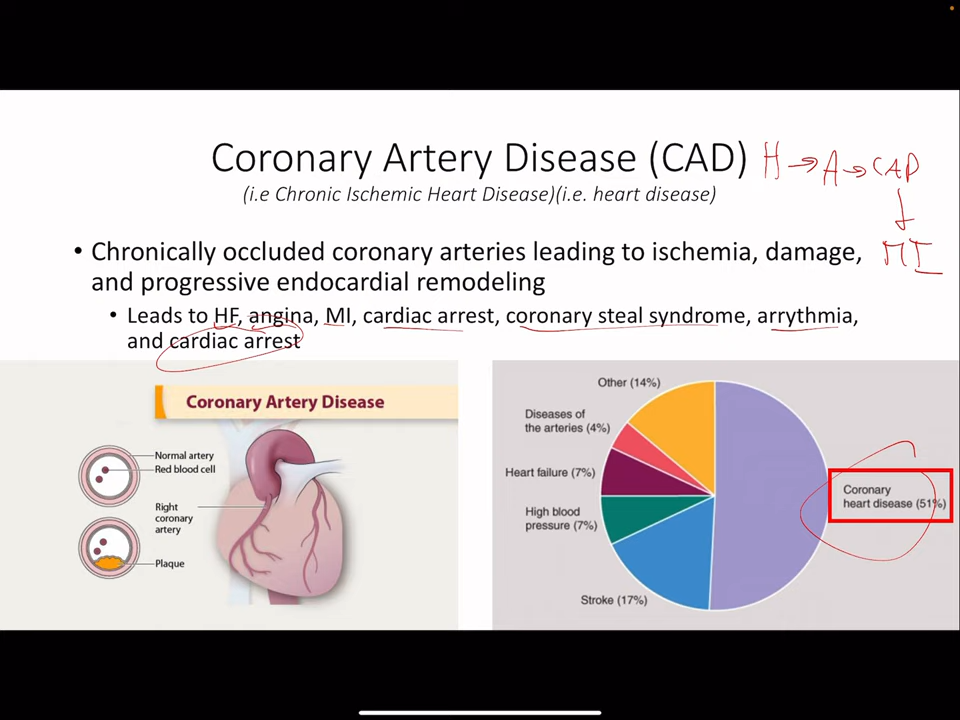 Coronary Artery Disease (CAD) H → A → CAD
(i.e Chronic Ischemic Heart Disease)(i.e. heart disease)
MI
• Chronically occluded coronary arteries leading to ischemia, damage,
and progressive endocardial remodeling
• Leads to HF, angina, MI, cardiac arrest, coronary steal syndrome, arrythmia,
and cardiac arrest
Coronary Artery Disease
Normal artery
Red blood cell
Right
coronary
artery
Plaque
Other (14%)
Diseases of
the arteries (4%)
Heart failure (7%)
High blood
pressure (7%)
Stroke (17%)
Coronary
heart disease (51%)